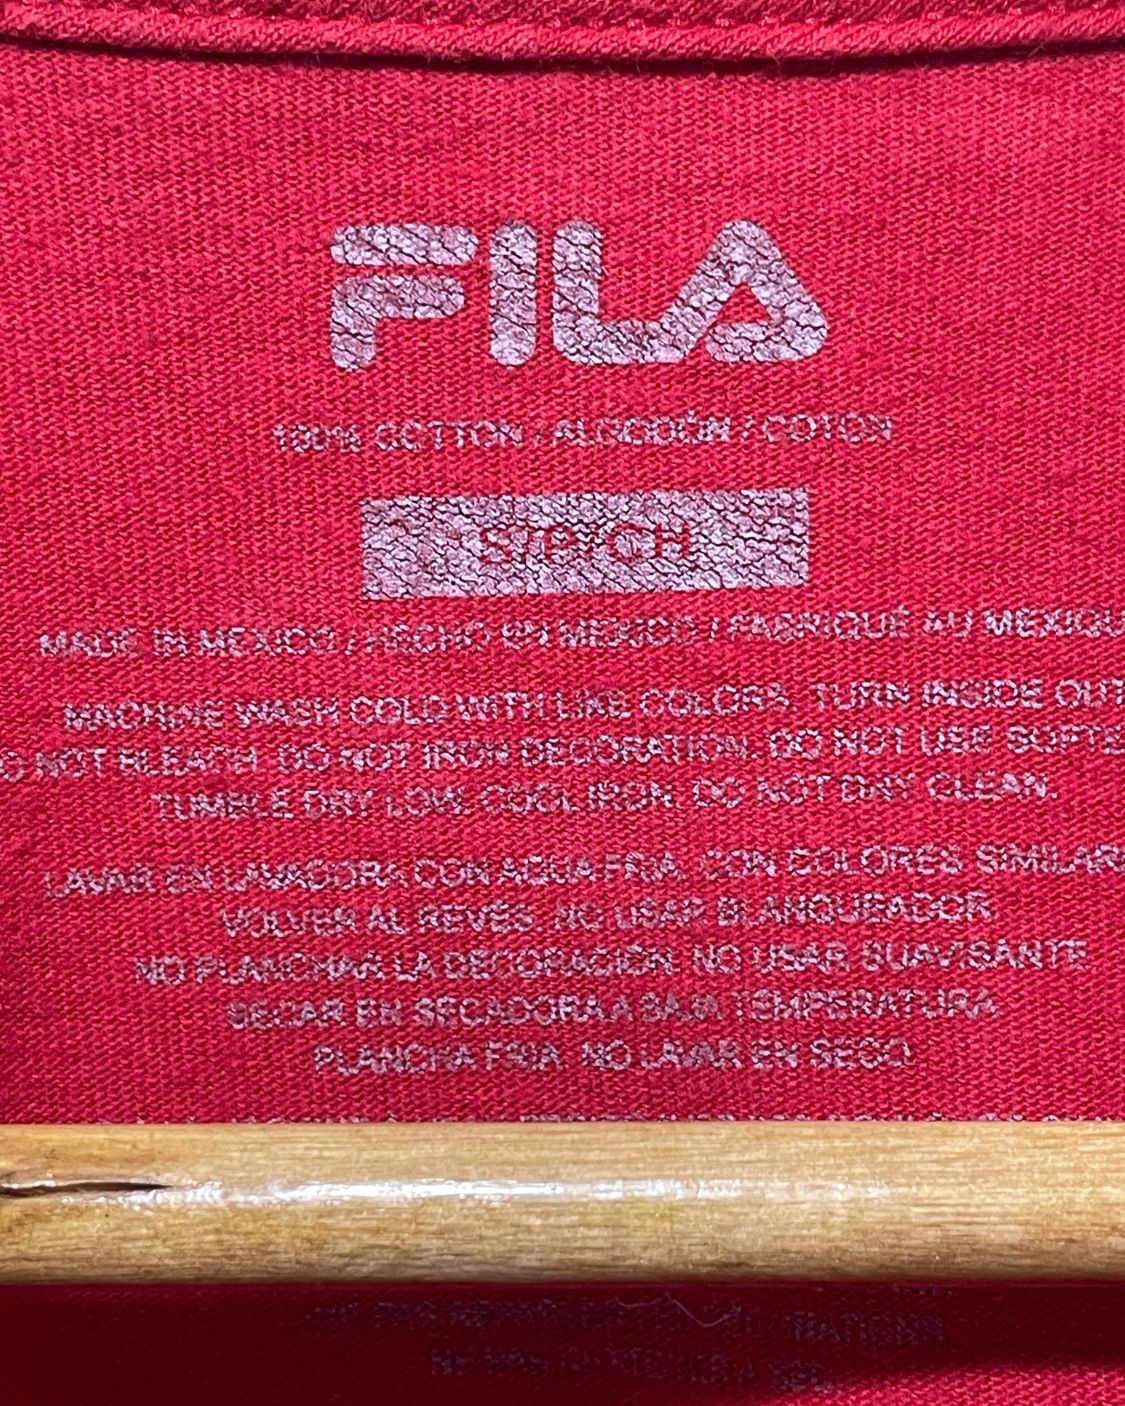 FILA
100% COTTON / ALGODÓN / COTON
S/P/CH
MADE IN MEXICO / HECHO EN MEXICO / FABRIQUÉ AU MEXIQU
MACHINE WASH COLD WITH LIKE COLORS. TURN INSIDE OUT
O NOT BLEACH. DO NOT IRON DECORATION. DO NOT USE SOFTE
TUMBLE DRY LOW. COOL IRON. DO NOT DRY CLEAN.
LAVAR EN LAVADORA CON AGUA FRIA. CON COLORES SIMILAR
VOLVER AL REVÉS. NO USAR BLANQUEADOR
NO PLANCHAR LA DECORACIÓN. NO USAR SUAVISANTE
SECAR EN SECADORA A BAJA TEMPERATURA
PLANCHA FRIA. NO LAVAR EN SECO.